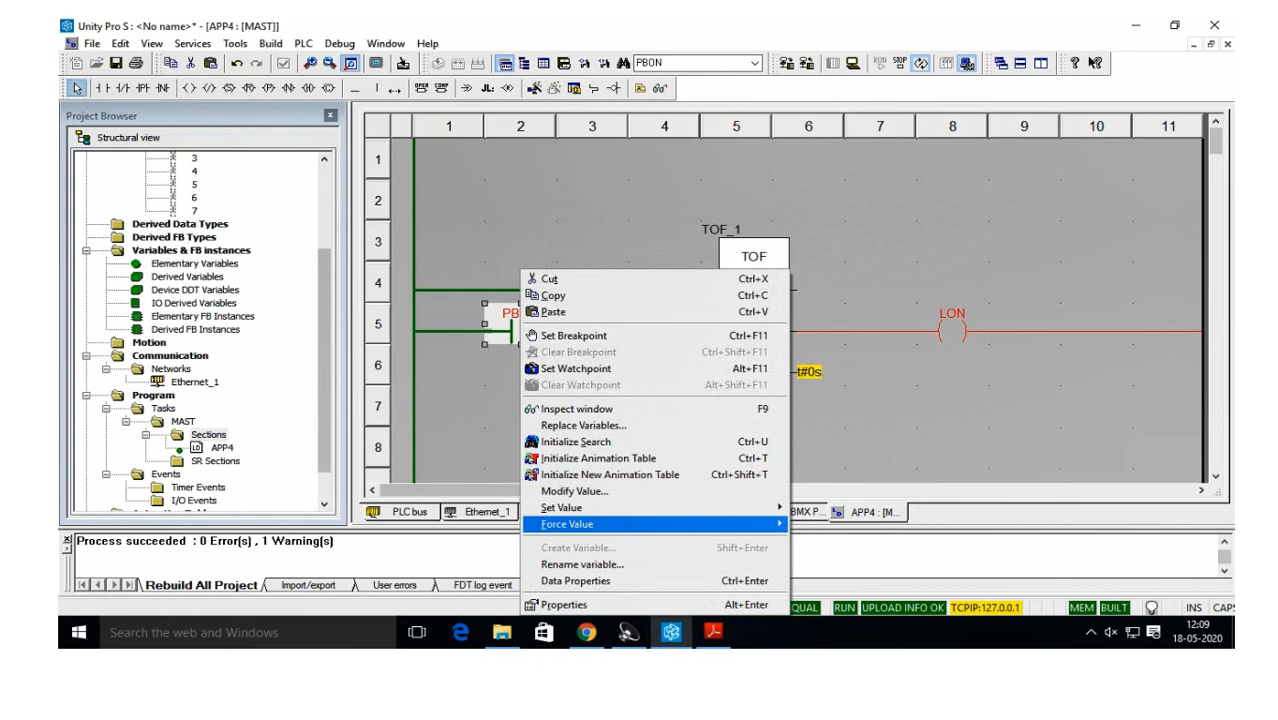 Unity Pro S : <No name>* - [APP4 : [MAST]]
File Edit View Services Tools Build PLC Debug Window Help
PBON
Project Browser
Structural view
3
4
5
6
7
Derived Data Types
Derived FB Types
Variables & FB instances
Elementary Variables
Derived Variables
Device DDT Variables
IO Derived Variables
Elementary FB Instances
Derived FB Instances
Motion
Communication
Networks
Ethernet_1
Program
Tasks
MAST
Sections
LD APP4
SR Sections
Events
Timer Events
I/O Events
1 2 3 4 5 6 7 8 9 10 11
1
2
3
4
5
6
7
8
TOF_1
TOF
PB
LON
t#0s
Cut Ctrl+X
Copy Ctrl+C
Paste Ctrl+V
Set Breakpoint Ctrl+F11
Clear Breakpoint Ctrl+Shift+F11
Set Watchpoint Alt+F11
Clear Watchpoint Alt+Shift+F11
Inspect window F9
Replace Variables...
Initialize Search Ctrl+U
Initialize Animation Table Ctrl+T
Initialize New Animation Table Ctrl+Shift+T
Modify Value...
Set Value
Force Value
Create Variable... Shift+Enter
Rename variable...
Data Properties Ctrl+Enter
Properties Alt+Enter
PLC bus Ethernet_1 BMX P... APP4 : [M...
Process succeeded : 0 Error(s) , 1 Warning(s)
Rebuild All Project Import/export User errors FDT log event
QUAL RUN UPLOAD INFO OK TCPIP:127.0.0.1 MEM BUILT INS CAPS
Search the web and Windows
12:09
18-05-2020